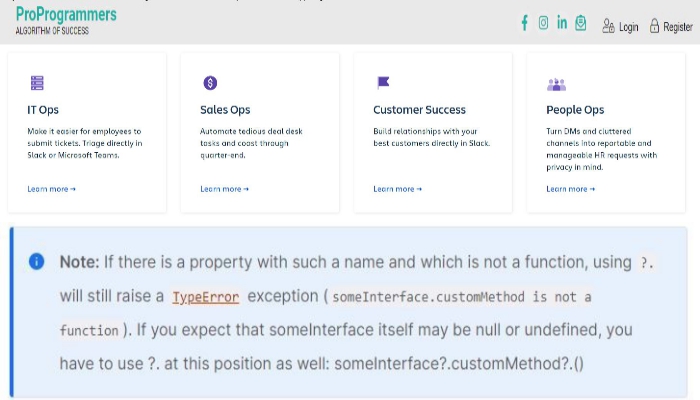 ProProgrammers
ALGORITHM OF SUCCESS
Login
Register
IT Ops
Make it easier for employees to
submit tickets. Triage directly in
Slack or Microsoft Teams.
Learn more →
Sales Ops
Automate tedious deal desk
tasks and coast through
quarter-end.
Learn more →
Customer Success
Build relationships with your
best customers directly in Slack.
Learn more →
People Ops
Turn DMs and cluttered
channels into reportable and
manageable HR requests with
privacy in mind.
Learn more →
Note: If there is a property with such a name and which is not a function, using ?.
will still raise a TypeError exception (someInterface.customMethod is not a
function). If you expect that someInterface itself may be null or undefined, you
have to use ?. at this position as well: someInterface?.customMethod?.()